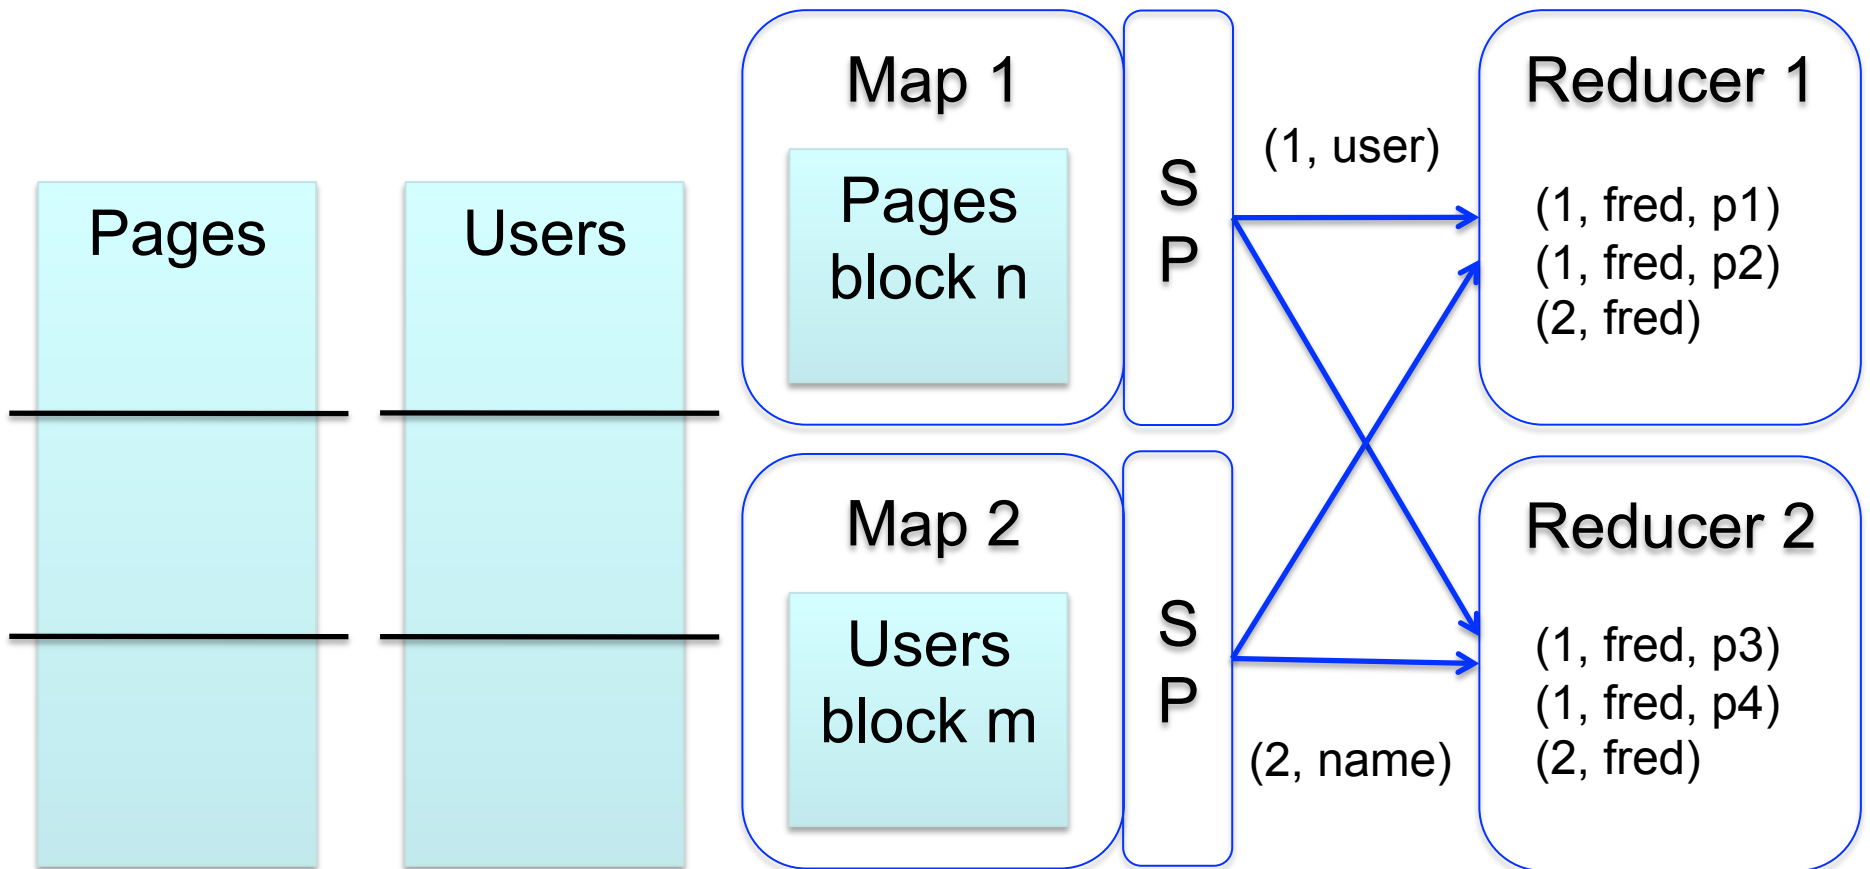 Pages
Users
Map 1
Pages
block n
S
P
(1, user)
Reducer 1
(1, fred, p1)
(1, fred, p2)
(2, fred)
Map 2
Users
block m
S
P
(2, name)
Reducer 2
(1, fred, p3)
(1, fred, p4)
(2, fred)